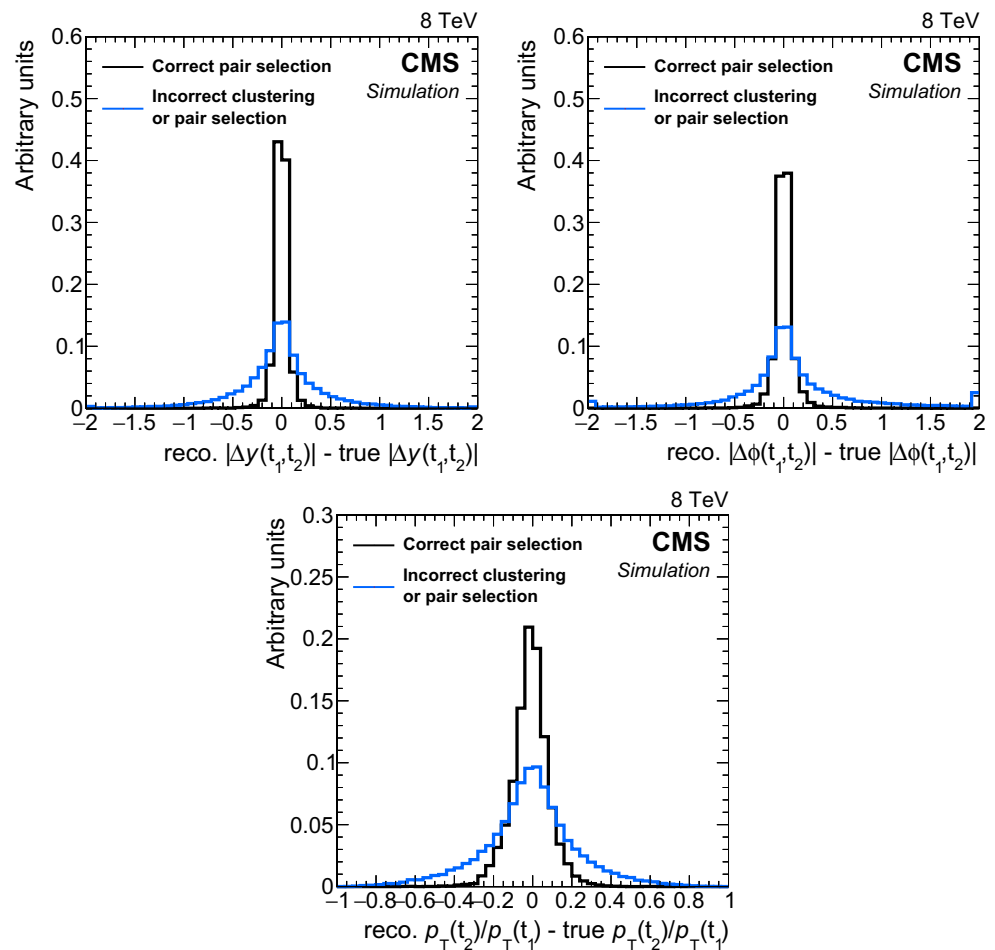 8 TeV
0.6
0.5
0.4
0.3
0.2
0.1
0
Arbitrary units
Correct pair selection
Incorrect clustering
or pair selection
CMS
Simulation
−2 −1.5 −1 −0.5 0 0.5 1 1.5 2
reco. |Δy(t₁,t₂)| - true |Δy(t₁,t₂)|
8 TeV
0.6
0.5
0.4
0.3
0.2
0.1
0
Arbitrary units
Correct pair selection
Incorrect clustering
or pair selection
CMS
Simulation
−2 −1.5 −1 −0.5 0 0.5 1 1.5 2
reco. |Δϕ(t₁,t₂)| - true |Δϕ(t₁,t₂)|
8 TeV
0.3
0.25
0.2
0.15
0.1
0.05
0
Arbitrary units
Correct pair selection
Incorrect clustering
or pair selection
CMS
Simulation
−1 −0.8 −0.6 −0.4 −0.2 0 0.2 0.4 0.6 0.8 1
reco. p_T(t₂)/p_T(t₁) - true p_T(t₂)/p_T(t₁)